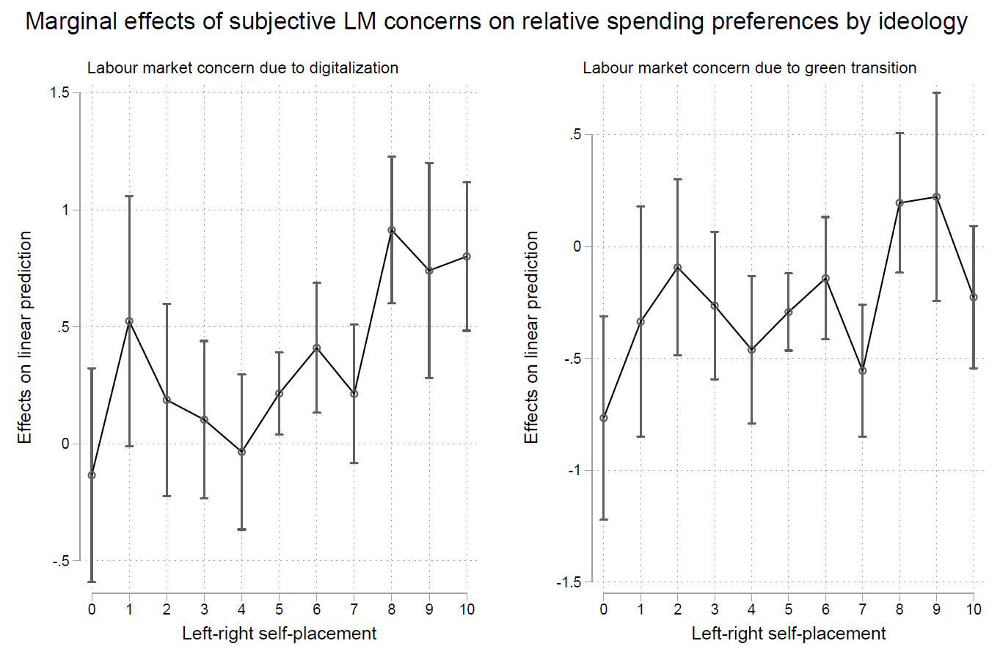 Marginal effects of subjective LM concerns on relative spending preferences by ideology
Labour market concern due to digitalization
1.5
1
.5
0
-.5
Effects on linear prediction
0 1 2 3 4 5 6 7 8 9 10
Left-right self-placement
Labour market concern due to green transition
.5
0
-.5
-1
-1.5
Effects on linear prediction
0 1 2 3 4 5 6 7 8 9 10
Left-right self-placement